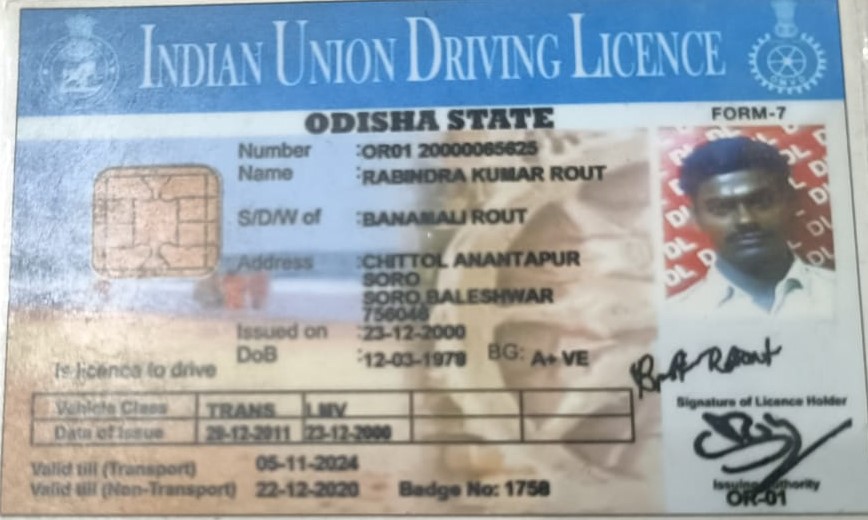 INDIAN UNION DRIVING LICENCE
ODISHA STATE
FORM-7
Number :OR01 20000065625
Name :RABINDRA KUMAR ROUT
S/D/W of :BANAMALI ROUT
Address :CHITTOL ANANTAPUR
SORO
SORO,BALESHWAR
756046
Issued on :23-12-2000
DoB :12-03-1978 BG: A+ VE
Is licence to drive
Vehicle Class TRANS LMV
Date of Issue 29-12-2011 23-12-2000
Signature of Licence Holder
Valid till (Transport) 05-11-2024
Valid till (Non-Transport) 22-12-2020 Badge No: 1758
Issuing Authority
OR-01